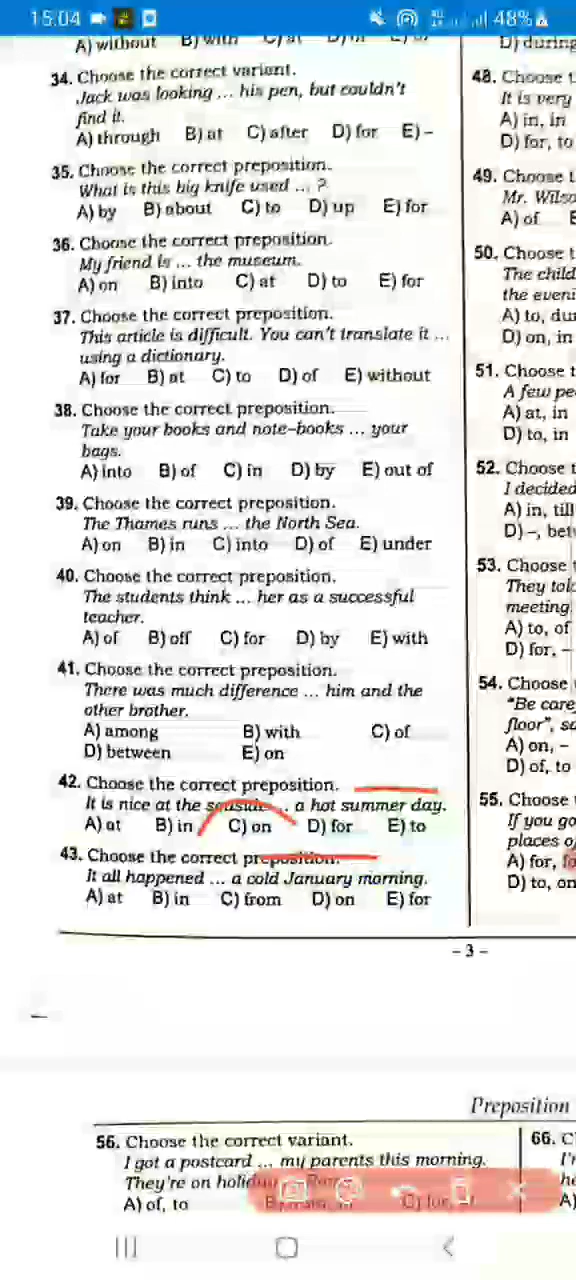 15:04
48%
A) without B) with C) at D) in E) of
34. Choose the correct variant.
Jack was looking ... his pen, but couldn't
find it.
A) through B) at C) after D) for E) –
35. Choose the correct preposition.
What is this big knife used ... ?
A) by B) about C) to D) up E) for
36. Choose the correct preposition.
My friend is ... the museum.
A) on B) into C) at D) to E) for
37. Choose the correct preposition.
This article is difficult. You can't translate it ...
using a dictionary.
A) for B) at C) to D) of E) without
38. Choose the correct preposition.
Take your books and note-books ... your
bags.
A) into B) of C) in D) by E) out of
39. Choose the correct preposition.
The Thames runs ... the North Sea.
A) on B) in C) into D) of E) under
40. Choose the correct preposition.
The students think ... her as a successful
teacher.
A) of B) off C) for D) by E) with
41. Choose the correct preposition.
There was much difference ... him and the
other brother.
A) among B) with C) of
D) between E) on
42. Choose the correct preposition.
It is nice at the seaside ... a hot summer day.
A) at B) in C) on D) for E) to
43. Choose the correct preposition.
It all happened ... a cold January morning.
A) at B) in C) from D) on E) for
D) during
48. Choose t
It is very
A) in, in
D) for, to
49. Choose t
Mr. Wilso
A) of
50. Choose t
The child
the eveni
A) to, du
D) on, in
51. Choose t
A few pe
A) at, in
D) to, in
52. Choose t
I decided
A) in, till
D) –, bet
53. Choose
They tol
meeting
A) to, of
D) for, –
54. Choose
"Be care
floor", s
A) on, –
D) of, to
55. Choose
If you go
places o
A) for,
D) to, on
– 3 –
Preposition
56. Choose the correct variant.
I got a postcard ... my parents this morning.
They're on holiday
A) of, to
66. C
I'
h
A)